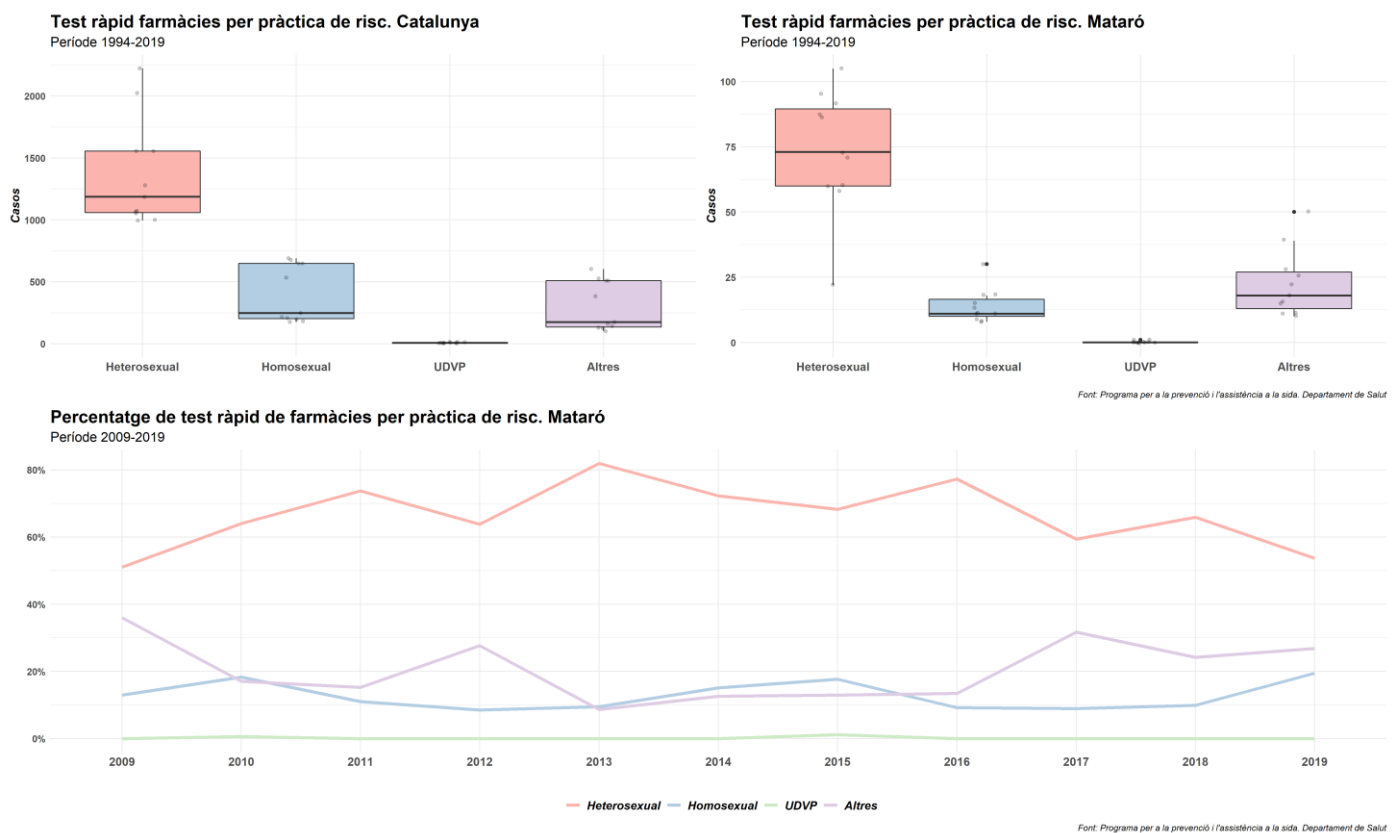 Test ràpid farmàcies per pràctica de risc. Catalunya
Període 1994-2019
Casos
2000
1500
1000
500
0
Heterosexual Homosexual UDVP Altres
Test ràpid farmàcies per pràctica de risc. Mataró
Període 1994-2019
Casos
100
75
50
25
0
Heterosexual Homosexual UDVP Altres
Font: Programa per a la prevenció i l'assistència a la sida. Departament de Salut
Percentatge de test ràpid de farmàcies per pràctica de risc. Mataró
Període 2009-2019
80%
60%
40%
20%
0%
2009 2010 2011 2012 2013 2014 2015 2016 2017 2018 2019
Heterosexual Homosexual UDVP Altres
Font: Programa per a la prevenció i l'assistència a la sida. Departament de Salut